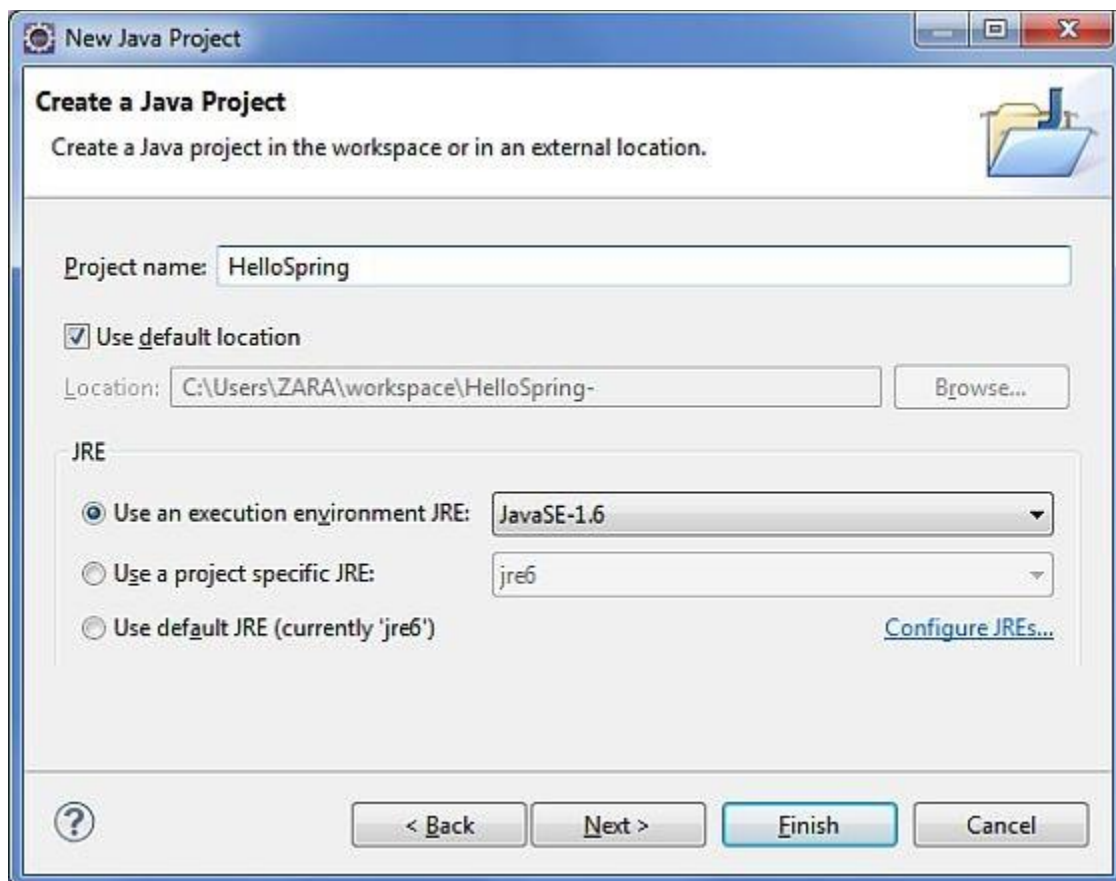 New Java Project
Create a Java Project
Create a Java project in the workspace or in an external location.
Project name: HelloSpring
Use default location
Location: C:\Users\ZARA\workspace\HelloSpring- Browse...
JRE
Use an execution environment JRE: JavaSE-1.6
Use a project specific JRE: jre6
Use default JRE (currently 'jre6') Configure JREs...
? < Back Next > Finish Cancel